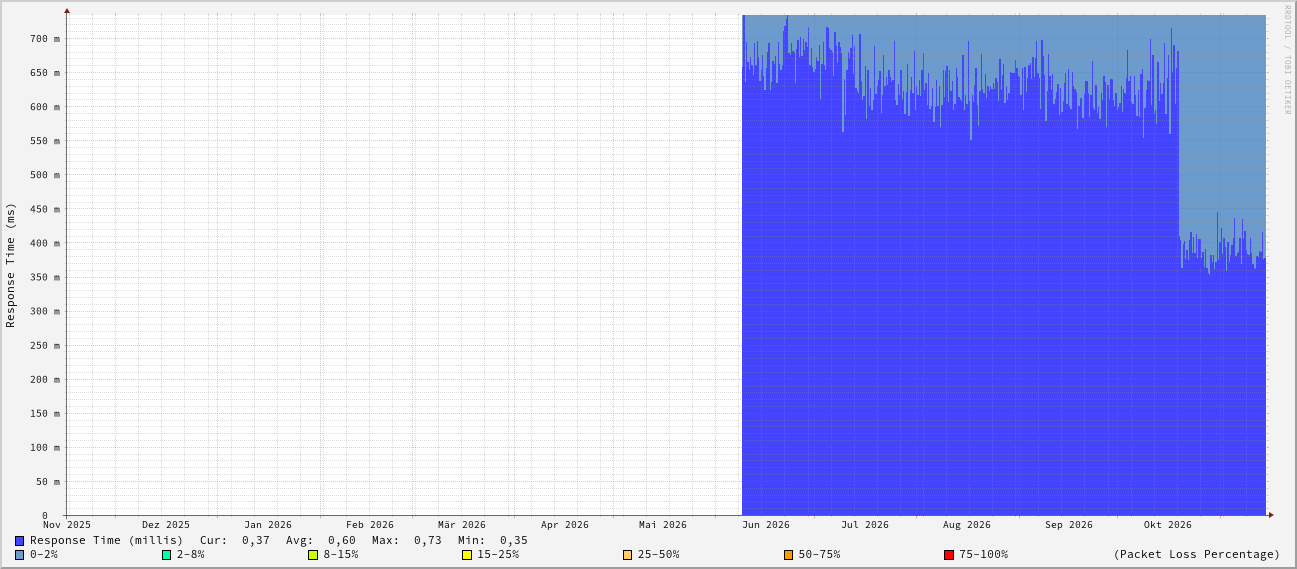 RRDTOOL / TOBI OETIKER
Response Time (ms)
700 m
650 m
600 m
550 m
500 m
450 m
400 m
350 m
300 m
250 m
200 m
150 m
100 m
50 m
0
Nov 2025 Dez 2025 Jan 2026 Feb 2026 Mär 2026 Apr 2026 Mai 2026 Jun 2026 Jul 2026 Aug 2026 Sep 2026 Okt 2026
Response Time (millis) Cur: 0,37 Avg: 0,60 Max: 0,73 Min: 0,35
0-2% 2-8% 8-15% 15-25% 25-50% 50-75% 75-100% (Packet Loss Percentage)